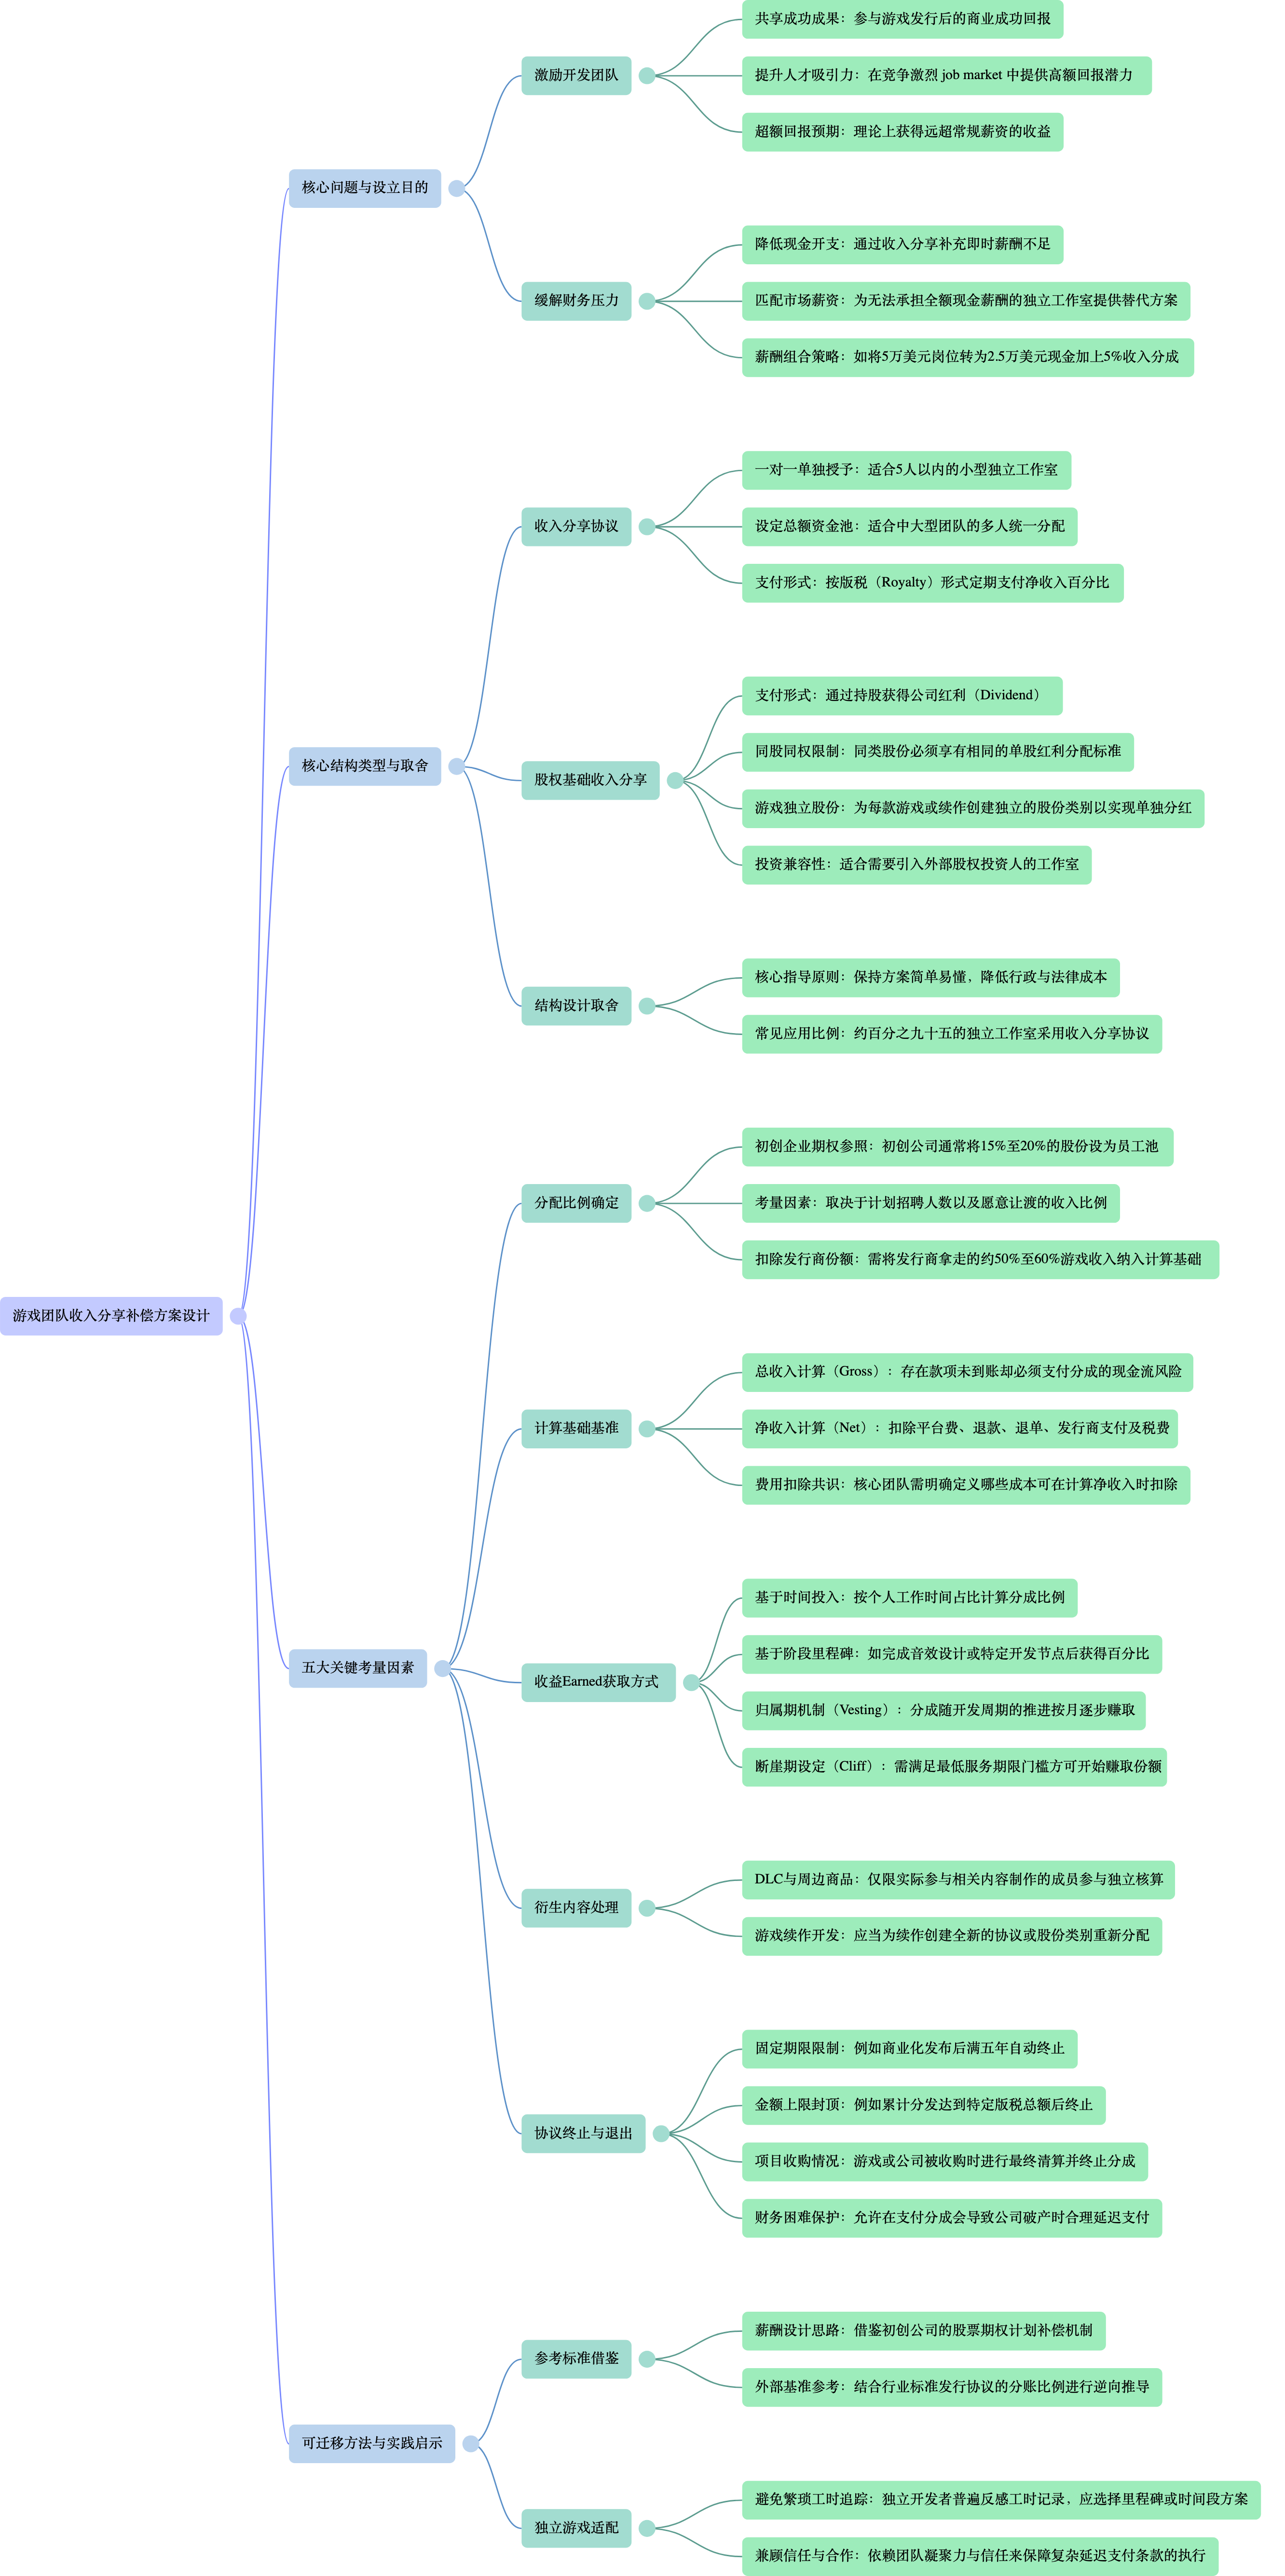 游戏团队收入分享补偿方案设计
核心问题与设立目的
激励开发团队
共享成功成果：参与游戏发行后的商业成功回报
提升人才吸引力：在竞争激烈 job market 中提供高额回报潜力
超额回报预期：理论上获得远超常规薪资的收益
缓解财务压力
降低现金开支：通过收入分享补充即时薪酬不足
匹配市场薪资：为无法承担全额现金薪酬的独立工作室提供替代方案
薪酬组合策略：如将5万美元岗位转为2.5万美元现金加上5%收入分成
核心结构类型与取舍
收入分享协议
一对一单独授予：适合5人以内的小型独立工作室
设定总额资金池：适合中大型团队的多人统一分配
支付形式：按版税（Royalty）形式定期支付净收入百分比
股权基础收入分享
支付形式：通过持股获得公司红利（Dividend）
同股同权限制：同类股份必须享有相同的单股红利分配标准
游戏独立股份：为每款游戏或续作创建独立的股份类别以实现单独分红
投资兼容性：适合需要引入外部股权投资人的工作室
结构设计取舍
核心指导原则：保持方案简单易懂，降低行政与法律成本
常见应用比例：约百分之九十五的独立工作室采用收入分享协议
五大关键考量因素
分配比例确定
初创企业期权参照：初创公司通常将15%至20%的股份设为员工池
考量因素：取决于计划招聘人数以及愿意让渡的收入比例
扣除发行商份额：需将发行商拿走的约50%至60%游戏收入纳入计算基础
计算基础基准
总收入计算（Gross）：存在款项未到账却必须支付分成的现金流风险
净收入计算（Net）：扣除平台费、退款、退单、发行商支付及税费
费用扣除共识：核心团队需明确定义哪些成本可在计算净收入时扣除
收益Earned获取方式
基于时间投入：按个人工作时间占比计算分成比例
基于阶段里程碑：如完成音效设计或特定开发节点后获得百分比
归属期机制（Vesting）：分成随开发周期的推进按月逐步赚取
断崖期设定（Cliff）：需满足最低服务期限门槛方可开始赚取份额
衍生内容处理
DLC与周边商品：仅限实际参与相关内容制作的成员参与独立核算
游戏续作开发：应当为续作创建全新的协议或股份类别重新分配
协议终止与退出
固定期限限制：例如商业化发布后满五年自动终止
金额上限封顶：例如累计分发达到特定版税总额后终止
项目收购情况：游戏或公司被收购时进行最终清算并终止分成
财务困难保护：允许在支付分成会导致公司破产时合理延迟支付
可迁移方法与实践启示
参考标准借鉴
薪酬设计思路：借鉴初创公司的股票期权计划补偿机制
外部基准参考：结合行业标准发行协议的分账比例进行逆向推导
独立游戏适配
避免繁琐工时追踪：独立开发者普遍反感工时记录，应选择里程碑或时间段方案
兼顾信任与合作：依赖团队凝聚力与信任来保障复杂延迟支付条款的执行